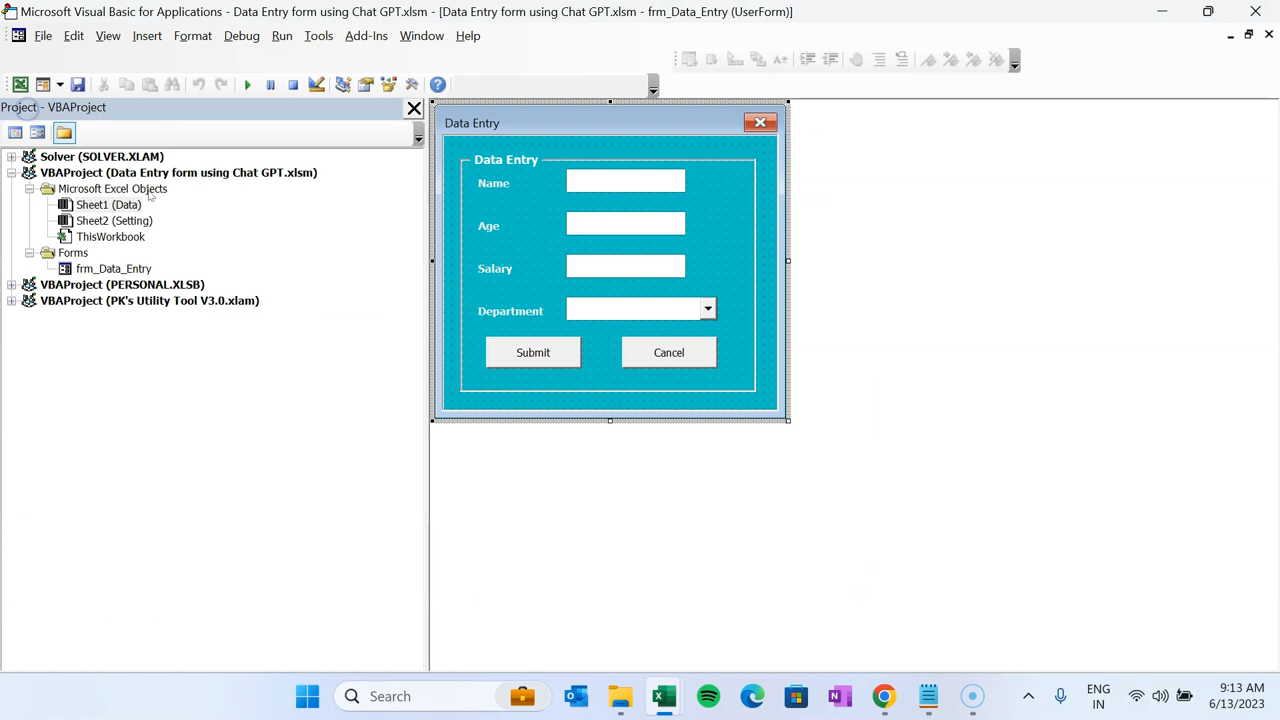 Microsoft Visual Basic for Applications - Data Entry form using Chat GPT.xlsm - [Data Entry form using Chat GPT.xlsm - frm_Data_Entry (UserForm)]
File Edit View Insert Format Debug Run Tools Add-Ins Window Help
Project - VBAProject
Solver (SOLVER.XLAM)
VBAProject (Data Entry form using Chat GPT.xlsm)
Microsoft Excel Objects
Sheet1 (Data)
Sheet2 (Setting)
ThisWorkbook
Forms
frm_Data_Entry
VBAProject (PERSONAL.XLSB)
VBAProject (PK's Utility Tool V3.0.xlam)
Data Entry
Data Entry
Name
Age
Salary
Department
Submit Cancel
Search
ENG
IN
9:13 AM
6/13/2023